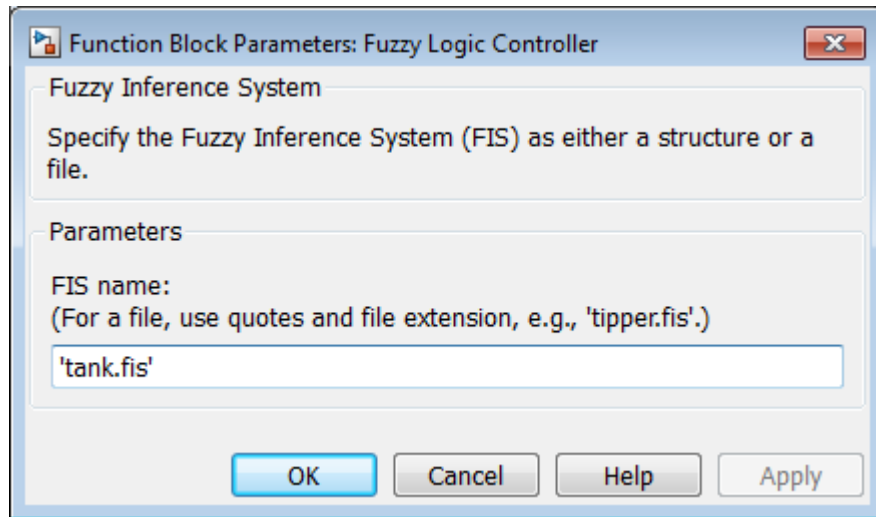 Function Block Parameters: Fuzzy Logic Controller
Fuzzy Inference System
Specify the Fuzzy Inference System (FIS) as either a structure or a
file.
Parameters
FIS name:
(For a file, use quotes and file extension, e.g., 'tipper.fis'.)
'tank.fis'
OK Cancel Help Apply